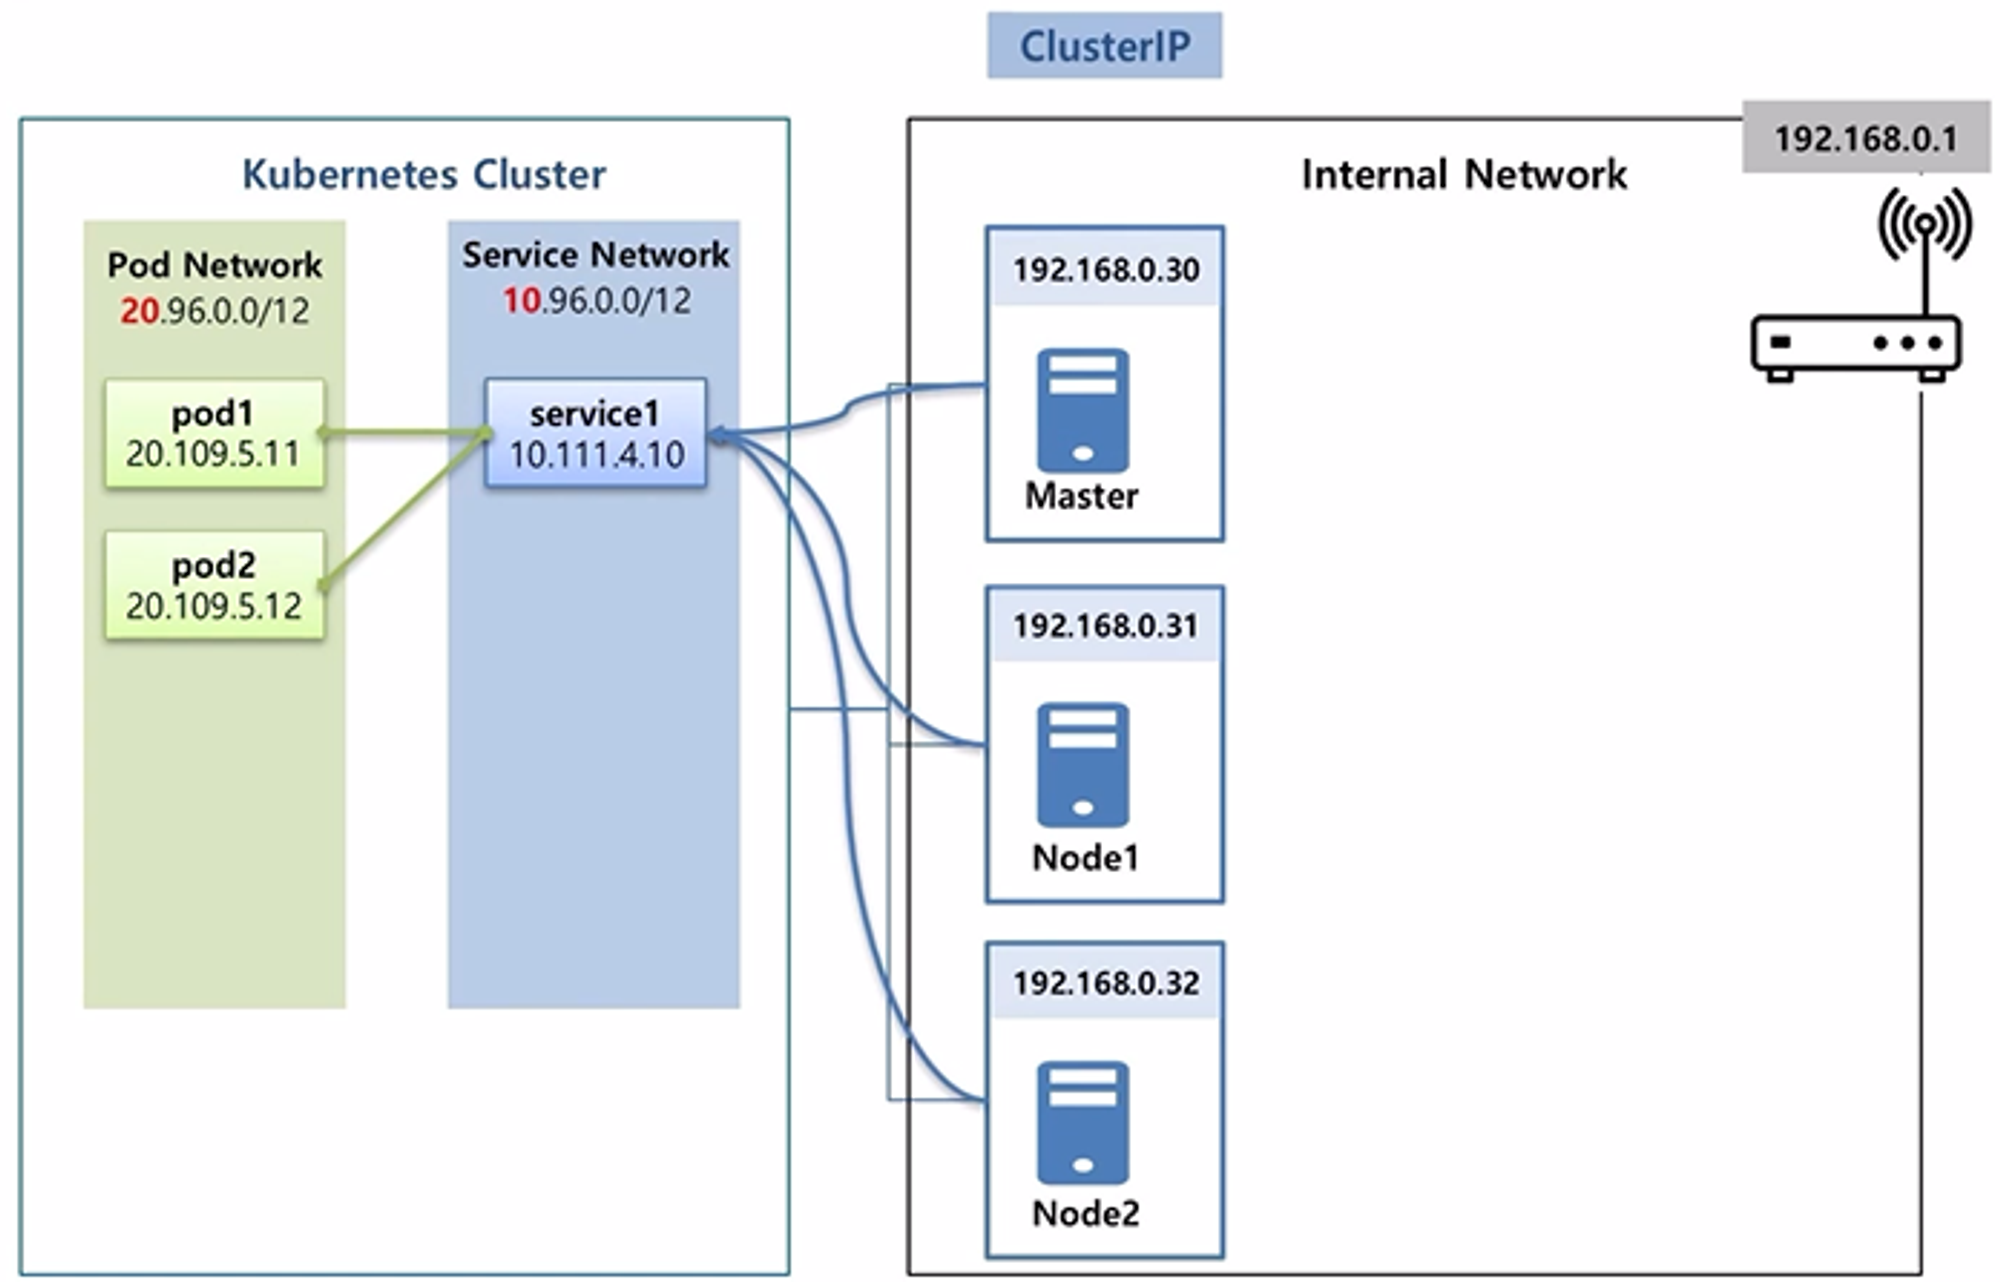 ClusterIP
Kubernetes Cluster
Pod Network
20.96.0.0/12
pod1
20.109.5.11
pod2
20.109.5.12
Service Network
10.96.0.0/12
service1
10.111.4.10
Internal Network
192.168.0.1
192.168.0.30
Master
192.168.0.31
Node1
192.168.0.32
Node2